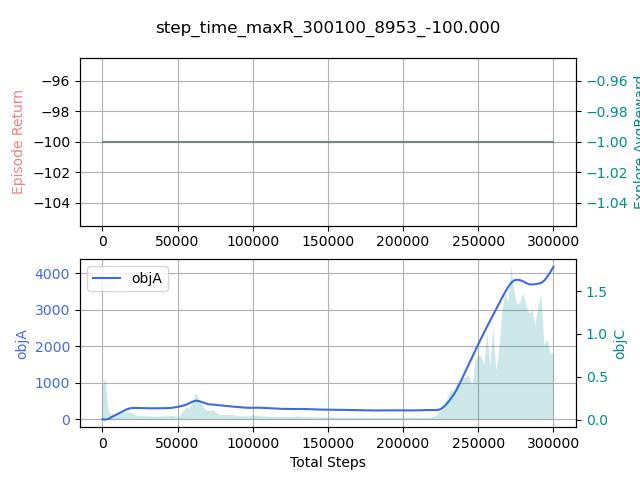 step_time_maxR_300100_8953_-100.000
Episode Return
−96
−98
−100
−102
−104
−0.96
−0.98
−1.00
−1.02
−1.04
Explore AvgReward
0 50000 100000 150000 200000 250000 300000
objA
4000
3000
2000
1000
0
objA
1.5
1.0
0.5
0.0
objC
0 50000 100000 150000 200000 250000 300000
Total Steps